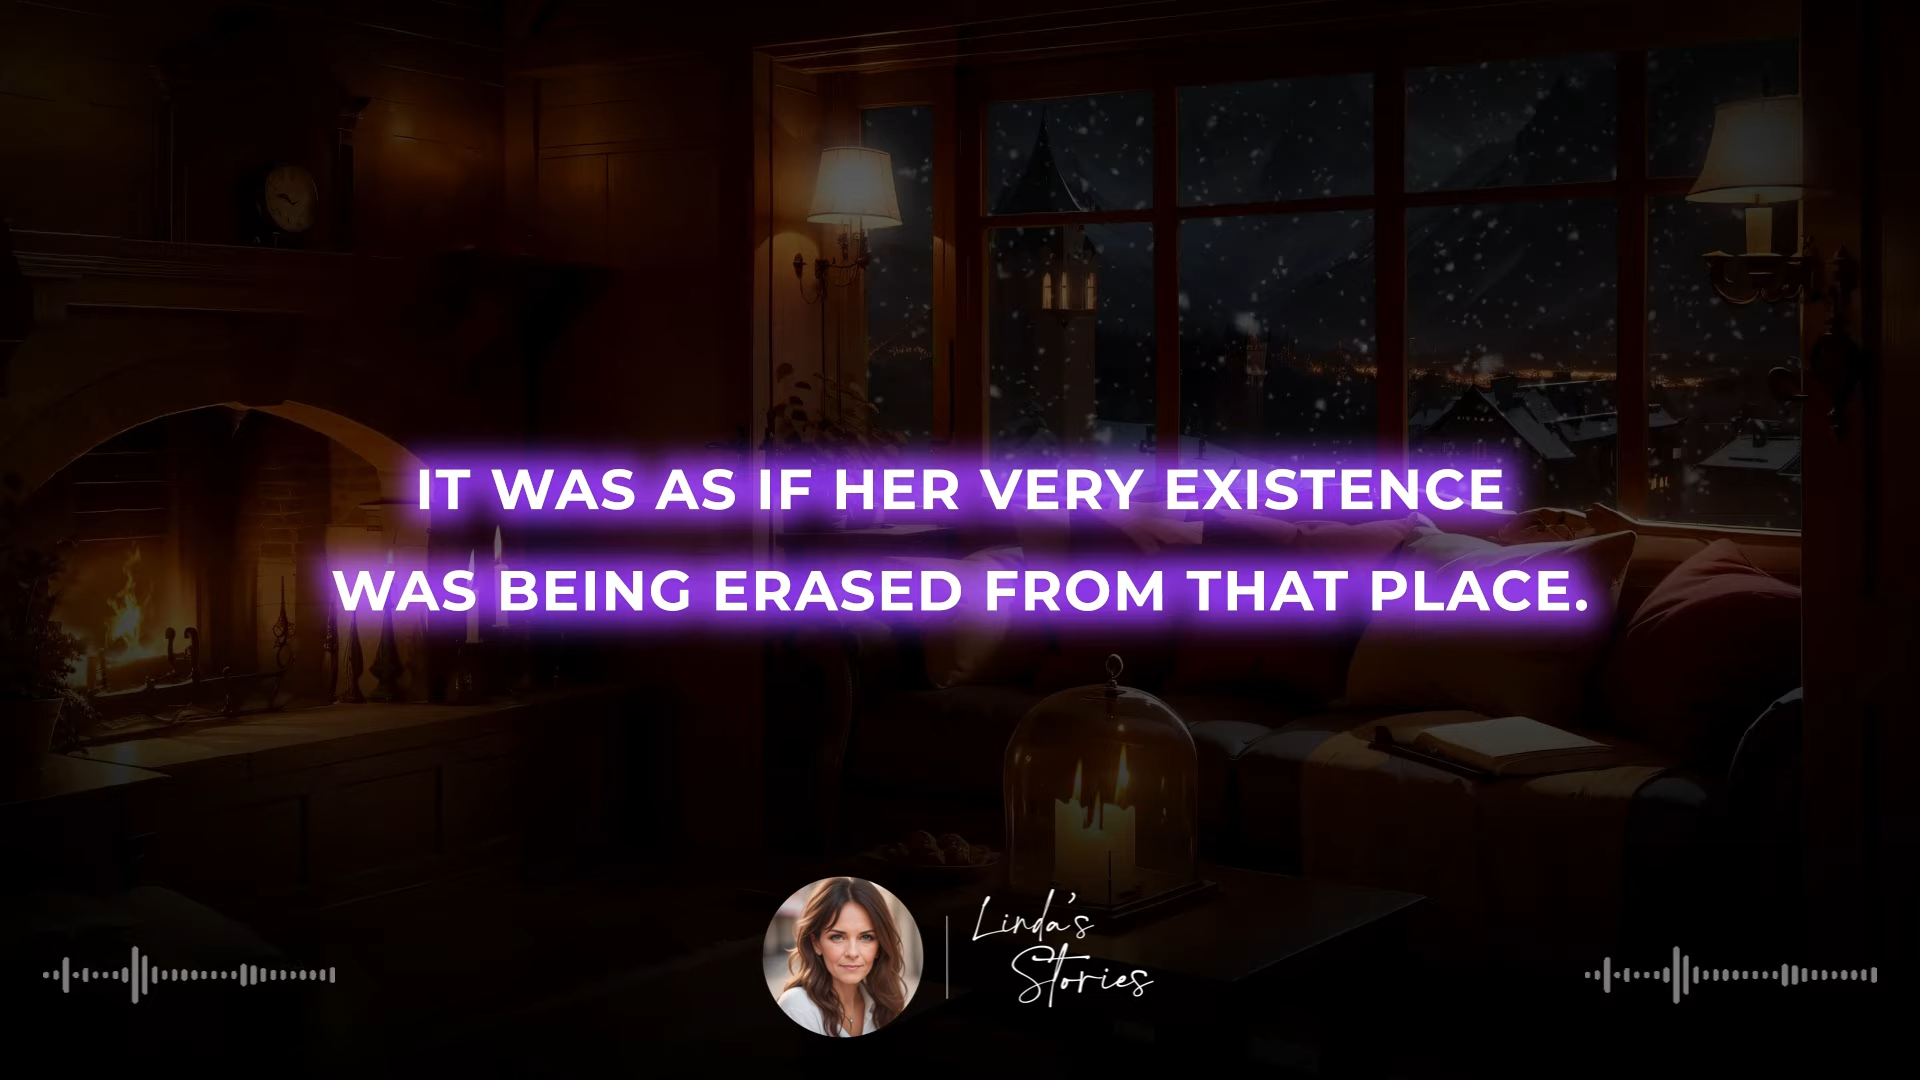 IT WAS AS IF HER VERY EXISTENCE
WAS BEING ERASED FROM THAT PLACE.
Linda's
Stories